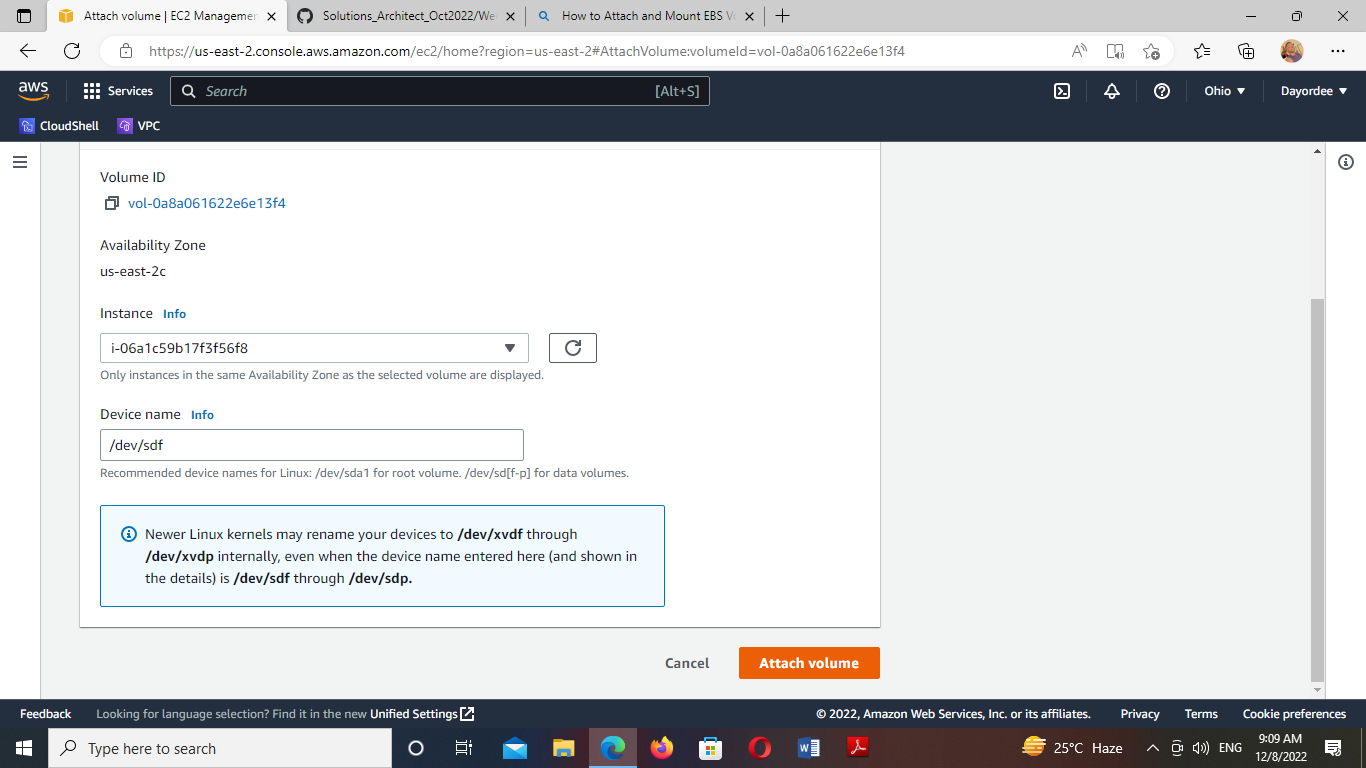 Attach volume | EC2 Managemen
Solutions_Architect_Oct2022/We
How to Attach and Mount EBS V
https://us-east-2.console.aws.amazon.com/ec2/home?region=us-east-2#AttachVolume:volumeId=vol-0a8a061622e6e13f4
aws
Services
Search
[Alt+S]
Ohio
Dayordee
CloudShell
VPC
Volume ID
vol-0a8a061622e6e13f4
Availability Zone
us-east-2c
Instance Info
i-06a1c59b17f3f56f8
Only instances in the same Availability Zone as the selected volume are displayed.
Device name Info
/dev/sdf
Recommended device names for Linux: /dev/sda1 for root volume. /dev/sd[f-p] for data volumes.
Newer Linux kernels may rename your devices to /dev/xvdf through
/dev/xvdp internally, even when the device name entered here (and shown in
the details) is /dev/sdf through /dev/sdp.
Cancel
Attach volume
Feedback
Looking for language selection? Find it in the new Unified Settings
© 2022, Amazon Web Services, Inc. or its affiliates.
Privacy
Terms
Cookie preferences
Type here to search
25°C Haze
ENG
9:09 AM
12/8/2022